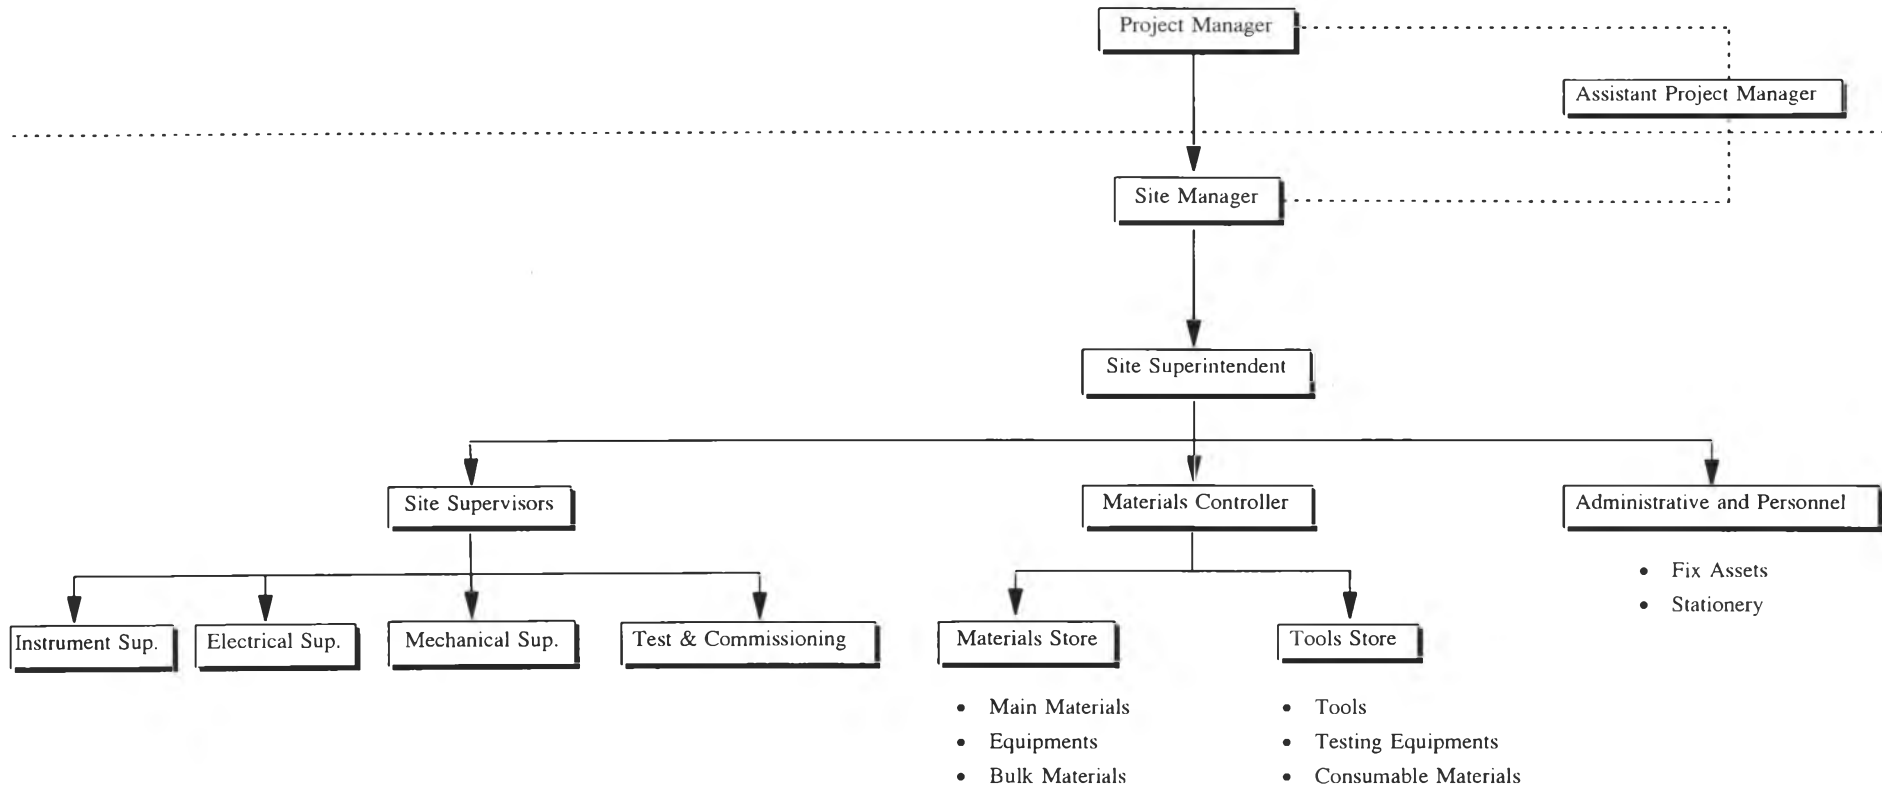 Project Manager
Assistant Project Manager
Site Manager
Site Superintendent
Site Supervisors
Materials Controller
Administrative and Personnel
• Fix Assets
• Stationery
Instrument Sup.
Electrical Sup.
Mechanical Sup.
Test & Commissioning
Materials Store
Tools Store
• Main Materials
• Equipments
• Bulk Materials
• Tools
• Testing Equipments
• Consumable Materials